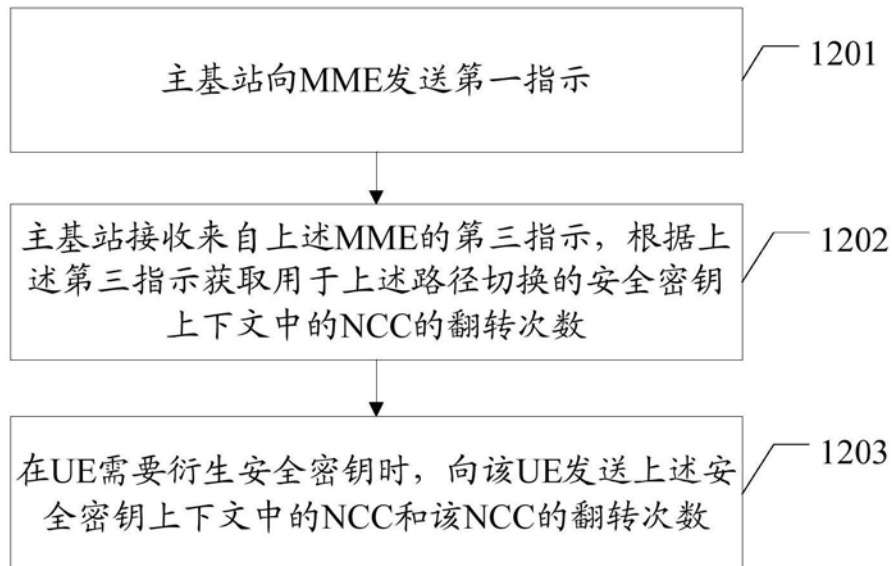 主基站向MME发送第一指示
1201
主基站接收来自上述MME的第三指示，根据上
述第三指示获取用于上述路径切换的安全密钥
上下文中的NCC的翻转次数
1202
在UE需要衍生安全密钥时，向该UE发送上述安
全密钥上下文中的NCC和该NCC的翻转次数
1203